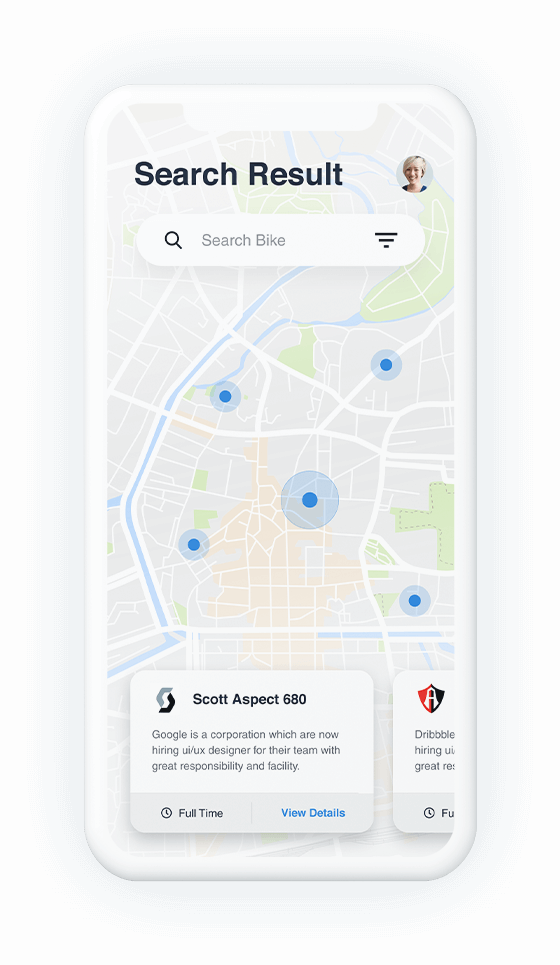 Search Result
Search Bike
Scott Aspect 680
Google is a corporation which are now
hiring ui/ux designer for their team with
great responsibility and facility.
Full Time
View Details
A
Dribbble
hiring ui/
great res
Fu